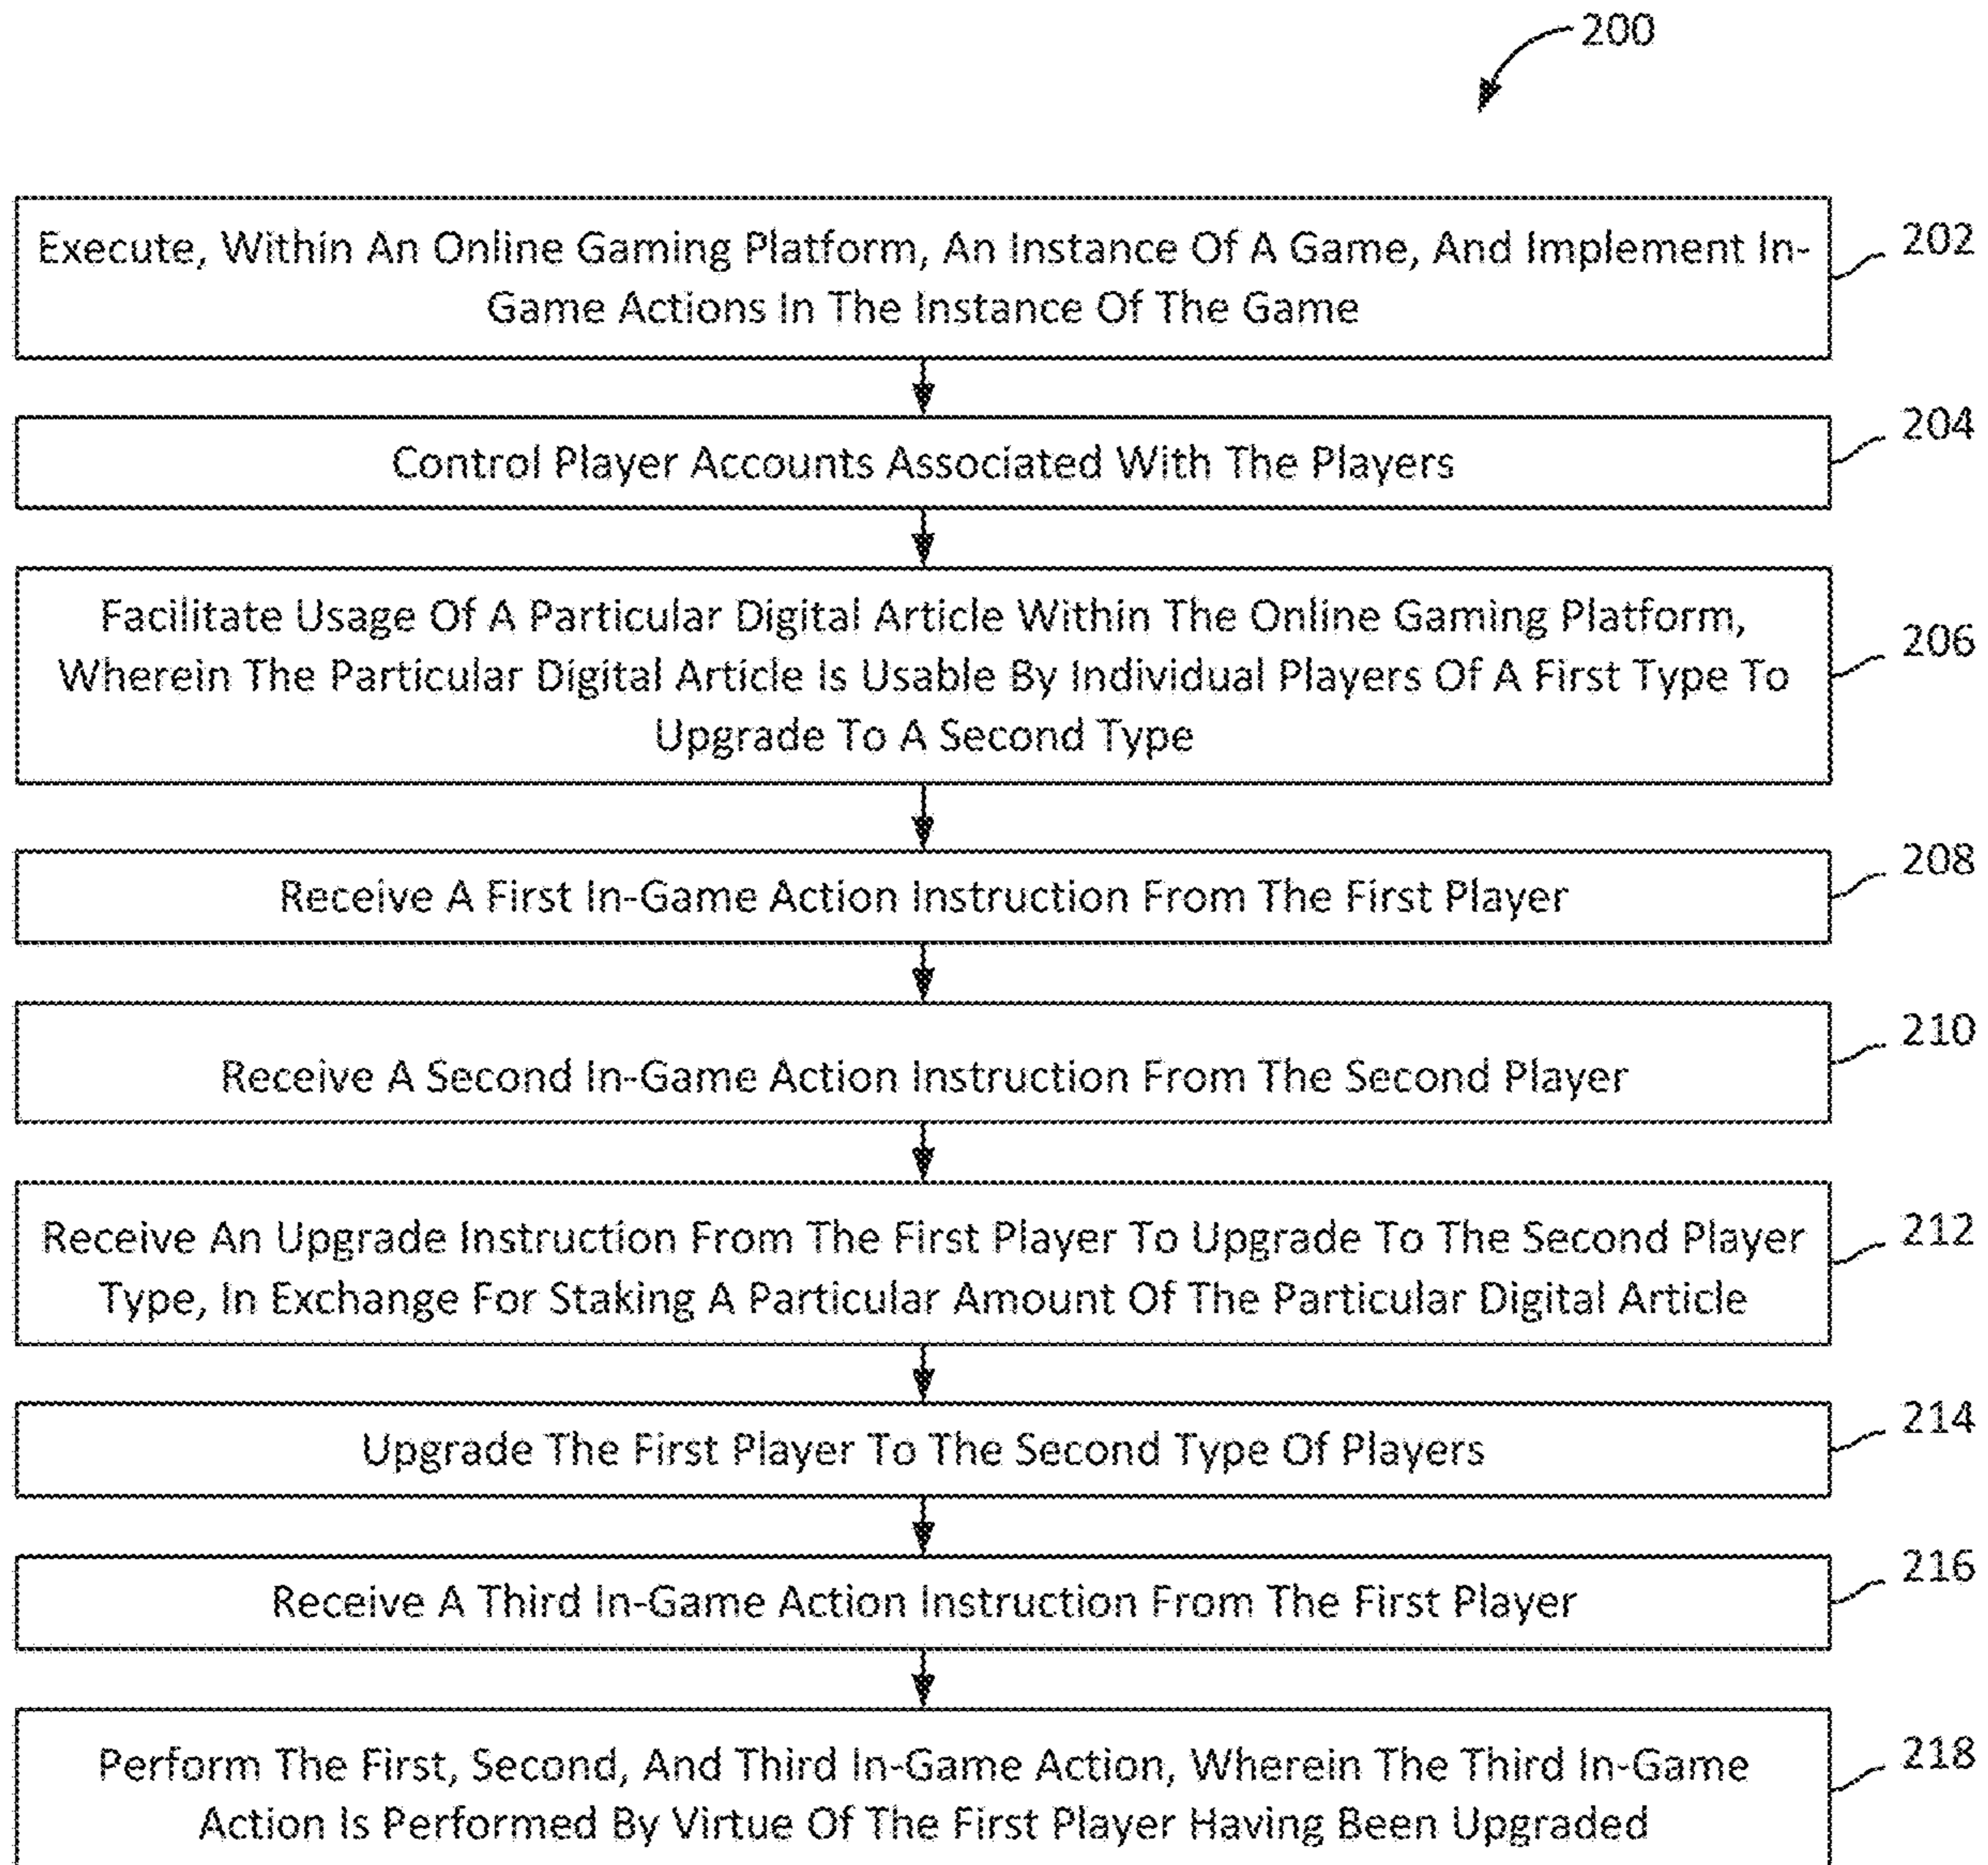 200
Execute, Within An Online Gaming Platform, An Instance Of A Game, And Implement In-
Game Actions In The Instance Of The Game
202
Control Player Accounts Associated With The Players
204
Facilitate Usage Of A Particular Digital Article Within The Online Gaming Platform,
Wherein The Particular Digital Article Is Usable By Individual Players Of A First Type To
Upgrade To A Second Type
206
Receive A First In-Game Action Instruction From The First Player
208
Receive A Second In-Game Action Instruction From The Second Player
210
Receive An Upgrade Instruction From The First Player To Upgrade To The Second Player
Type, In Exchange For Staking A Particular Amount Of The Particular Digital Article
212
Upgrade The First Player To The Second Type Of Players
214
Receive A Third In-Game Action Instruction From The First Player
216
Perform The First, Second, And Third In-Game Action, Wherein The Third In-Game
Action Is Performed By Virtue Of The First Player Having Been Upgraded
218